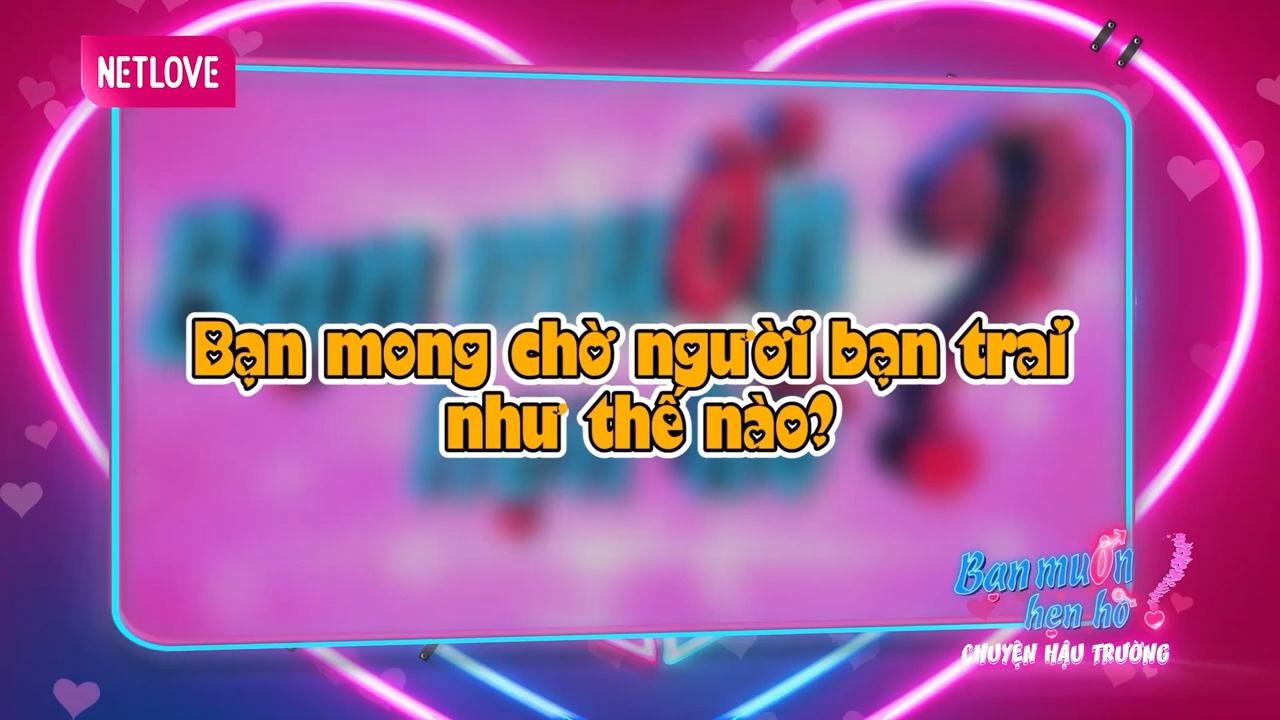 NETLOVE
Bạn mong chờ người bạn trai
như thế nào?
Bạn muốn
hẹn hò?
CHUYỆN HẬU TRƯỜNG